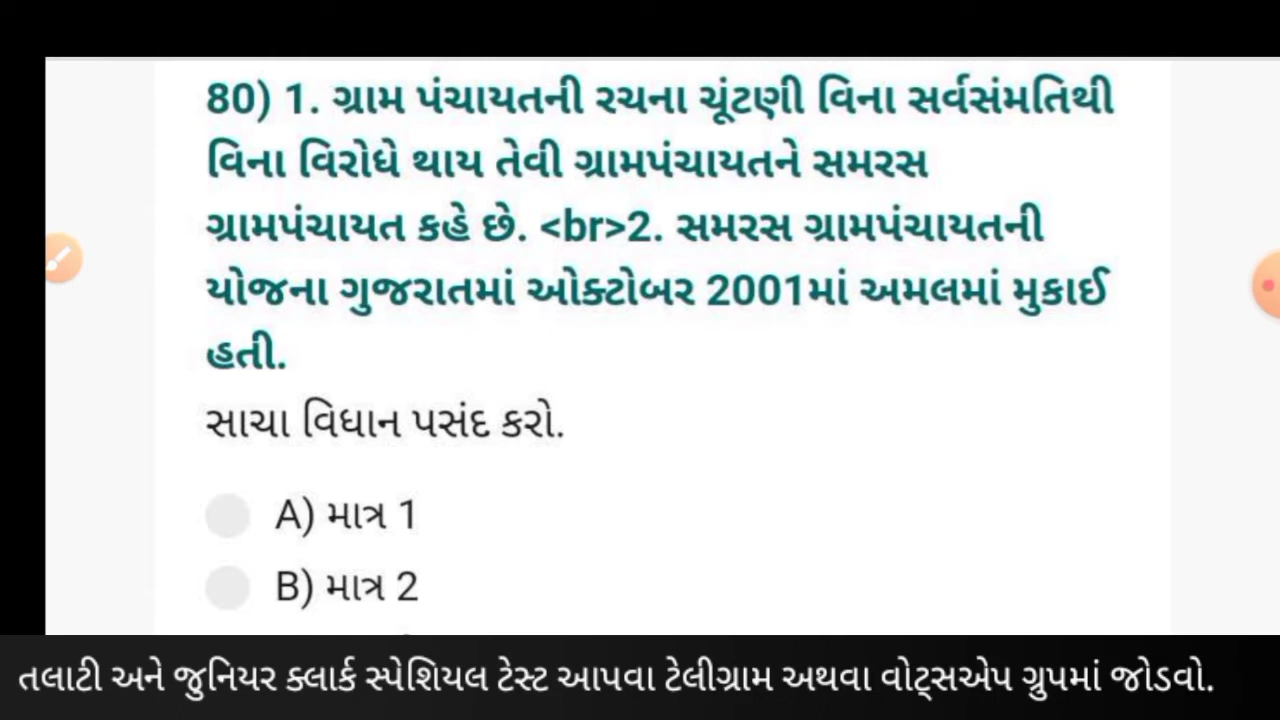 80) 1. ગ્રામ પંચાયતની રચના ચૂંટણી વિના સર્વસંમતિથી
વિના વિરોધે થાય તેવી ગ્રામપંચાયતને સમરસ
ગ્રામપંચાયત કહે છે. <br>2. સમરસ ગ્રામપંચાયતની
યોજના ગુજરાતમાં ઓક્ટોબર 2001માં અમલમાં મુકાઈ
હતી.
સાચા વિધાન પસંદ કરો.
A) માત્ર 1
B) માત્ર 2
તલાટી અને જુનિયર ક્લાર્ક સ્પેશિયલ ટેસ્ટ આપવા ટેલીગ્રામ અથવા વોટ્સએપ ગ્રુપમાં જોડવો.